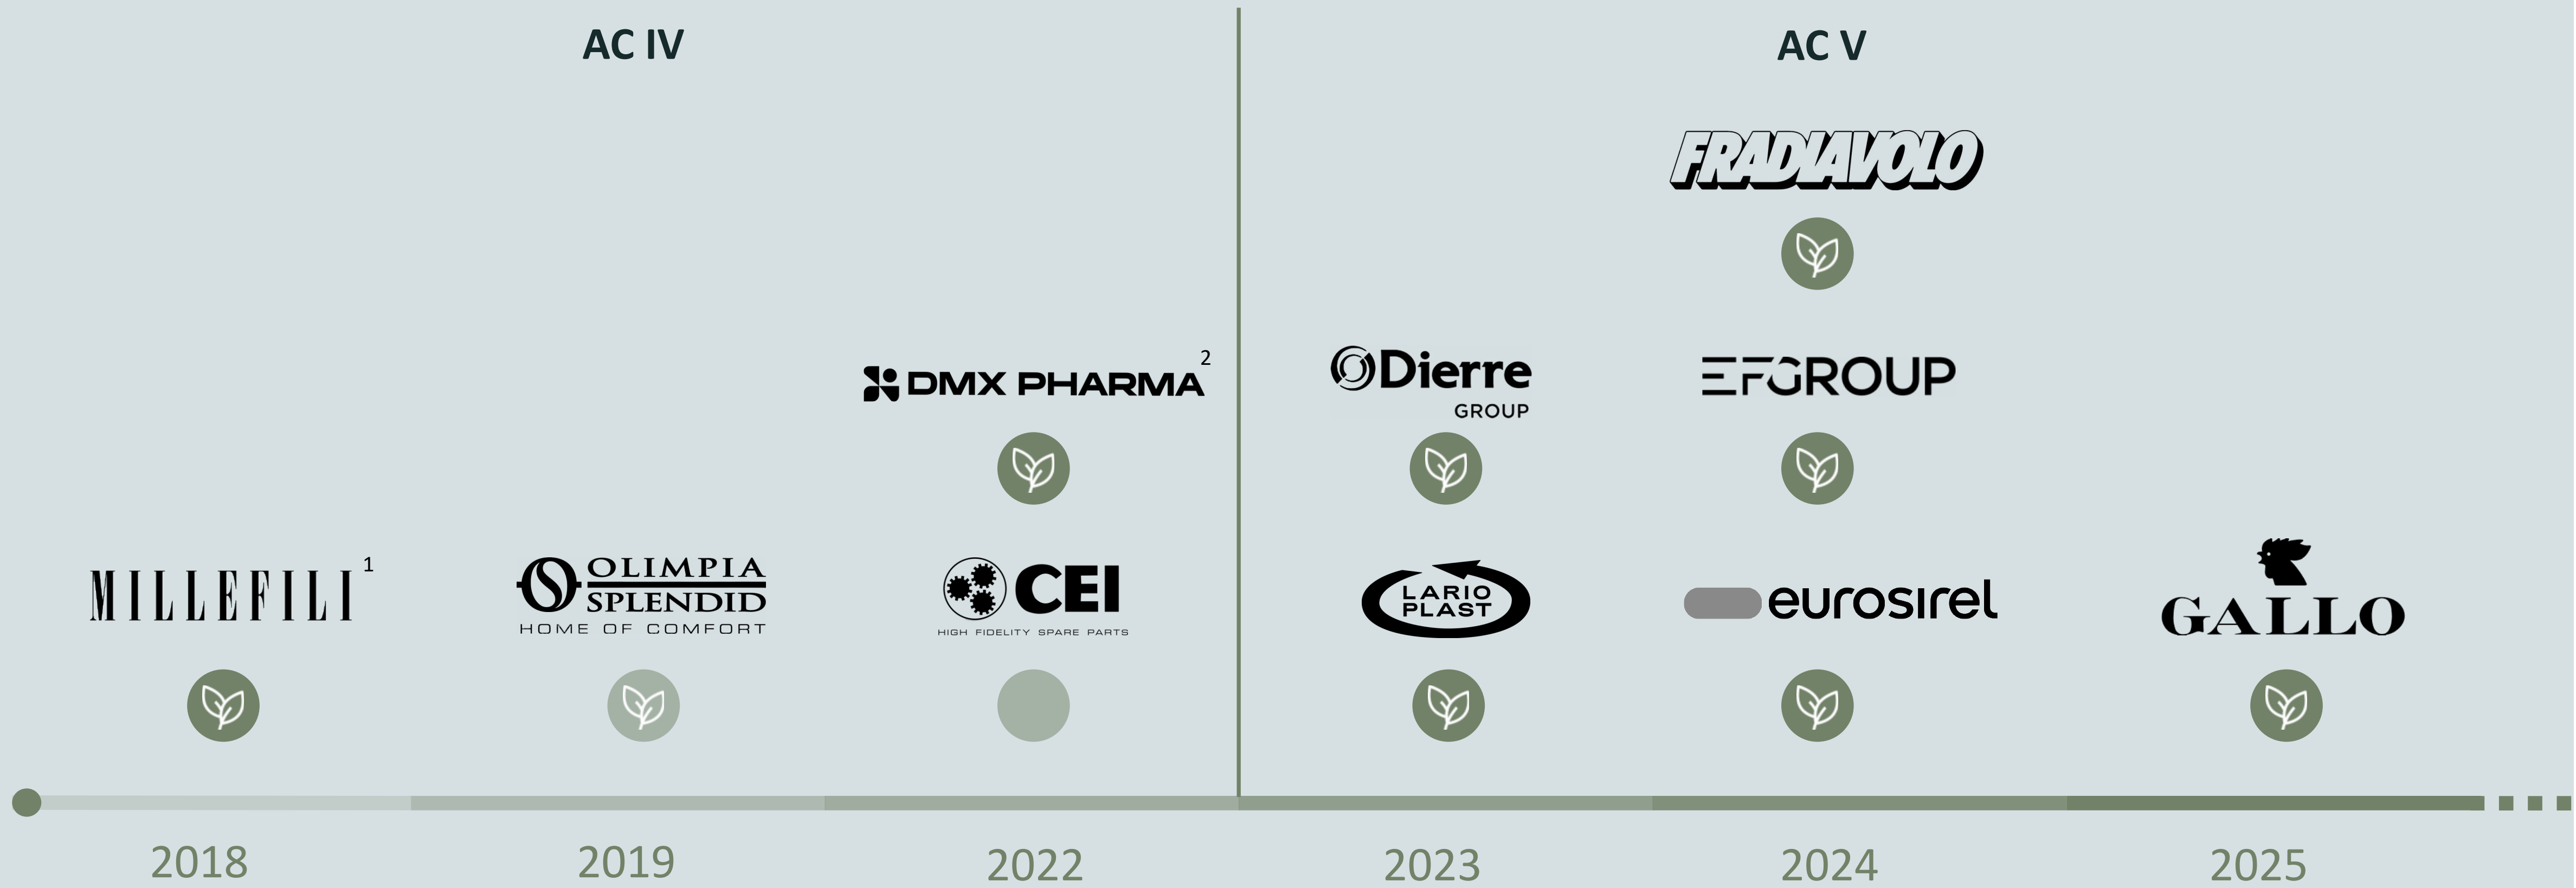 AC IV
AC V
FRADIAVOLO
DMX PHARMA 2
Dierre
GROUP
EFGROUP
MILLEFILI 1
OLIMPIA
SPLENDID
HOME OF COMFORT
CEI
HIGH FIDELITY SPARE PARTS
LARIO
PLAST
eurosirel
GALLO
2018
2019
2022
2023
2024
2025